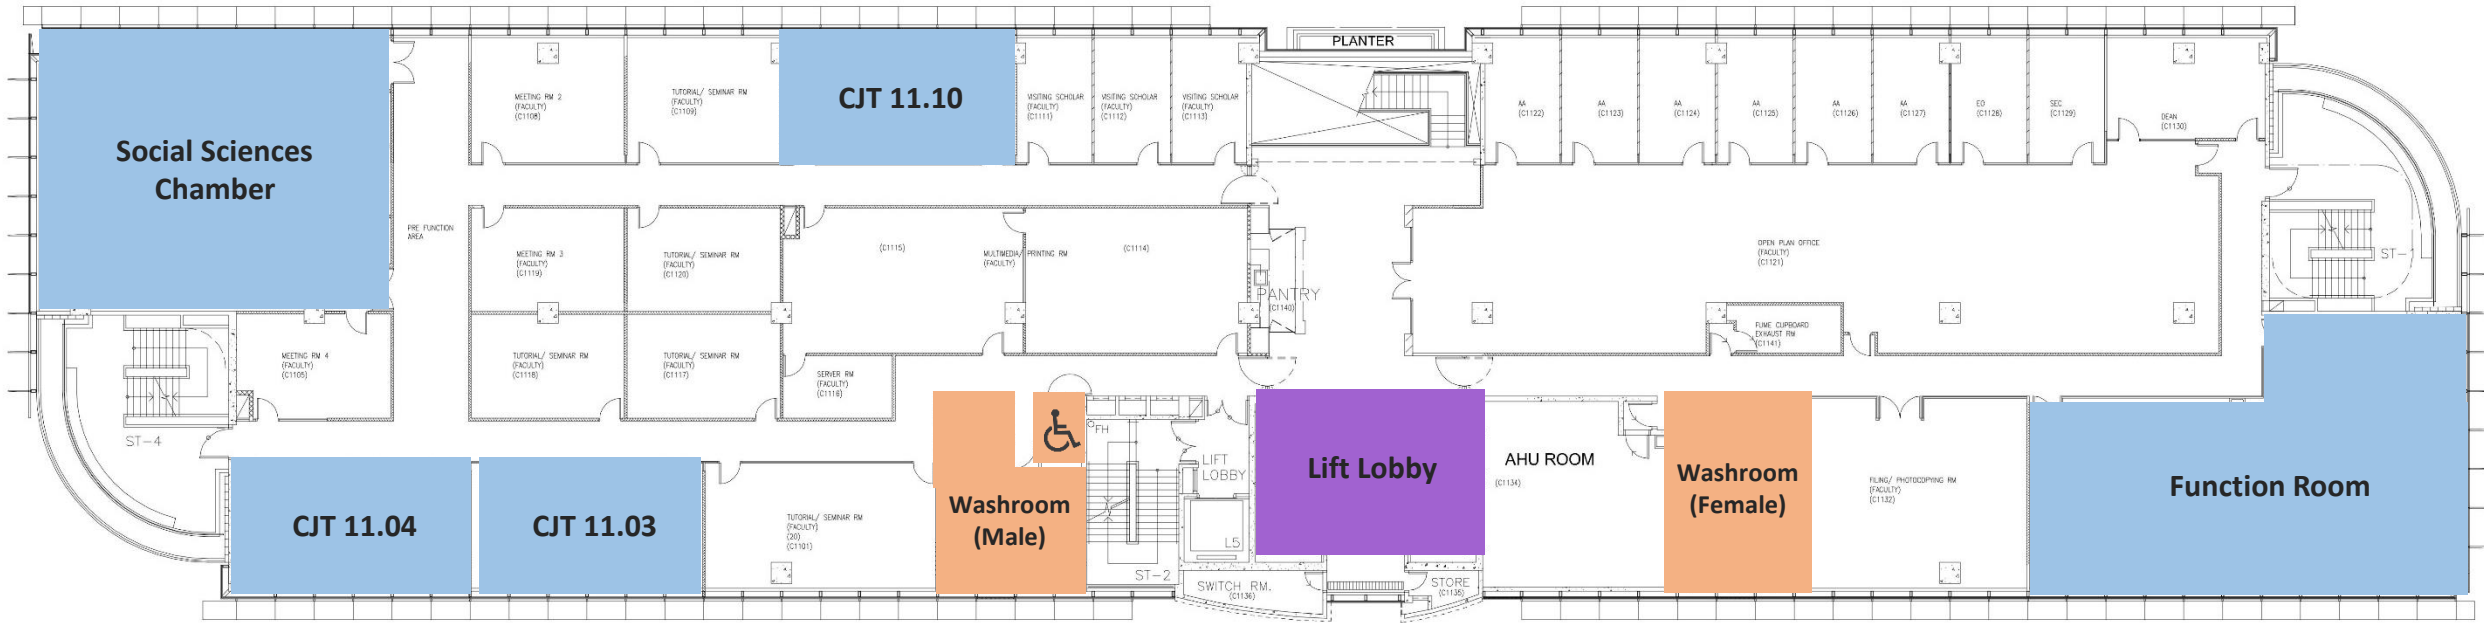 PLANTER
Social Sciences
Chamber
MEETING RM 2
(FACULTY)
(C1108)
TUTORIAL/ SEMINAR RM
(FACULTY)
(C1109)
CJT 11.10
VISITING SCHOLAR
(FACULTY)
(C1111)
VISITING SCHOLAR
(FACULTY)
(C1112)
VISITING SCHOLAR
(FACULTY)
(C1113)
AA
(C1122)
AA
(C1123)
AA
(C1124)
AA
(C1125)
AA
(C1126)
AA
(C1127)
EO
(C1128)
SEC
(C1129)
DEAN
(C1130)
PRE FUNCTION
AREA
MEETING RM 3
(FACULTY)
(C1119)
TUTORIAL/ SEMINAR RM
(FACULTY)
(C1120)
(C1115)
MULTIMEDIA/ PRINTING RM
(FACULTY)
(C1114)
PANTRY
(C1140)
OPEN PLAN OFFICE
(FACULTY)
(C1121)
ST-
FUME CUPBOARD
EXHAUST RM
(C1141)
MEETING RM 4
(FACULTY)
(C1105)
TUTORIAL/ SEMINAR RM
(C1118)
TUTORIAL/ SEMINAR RM
(C1117)
SERVER RM
(FACULTY)
(C1116)
ST-4
CJT 11.04
CJT 11.03
TUTORIAL/ SEMINAR RM
(FACULTY)
(20)
(C1101)
Washroom
(Male)
FH
ST-2
LIFT
LOBBY
L5
SWITCH RM.
(C1136)
Lift Lobby
STORE
(C1135)
AHU ROOM
(C1134)
Washroom
(Female)
FILING/ PHOTOCOPYING RM
(FACULTY)
(C1132)
Function Room